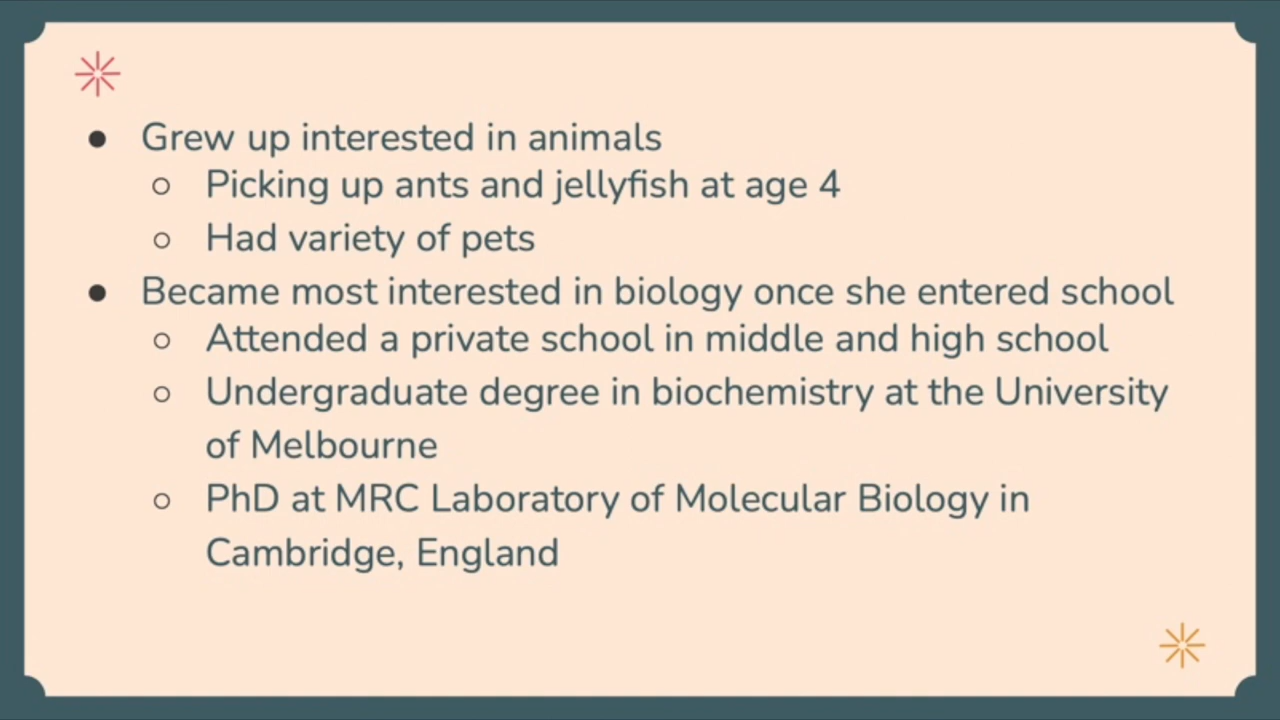 ● Grew up interested in animals
○ Picking up ants and jellyfish at age 4
○ Had variety of pets
● Became most interested in biology once she entered school
○ Attended a private school in middle and high school
○ Undergraduate degree in biochemistry at the University
of Melbourne
○ PhD at MRC Laboratory of Molecular Biology in
Cambridge, England